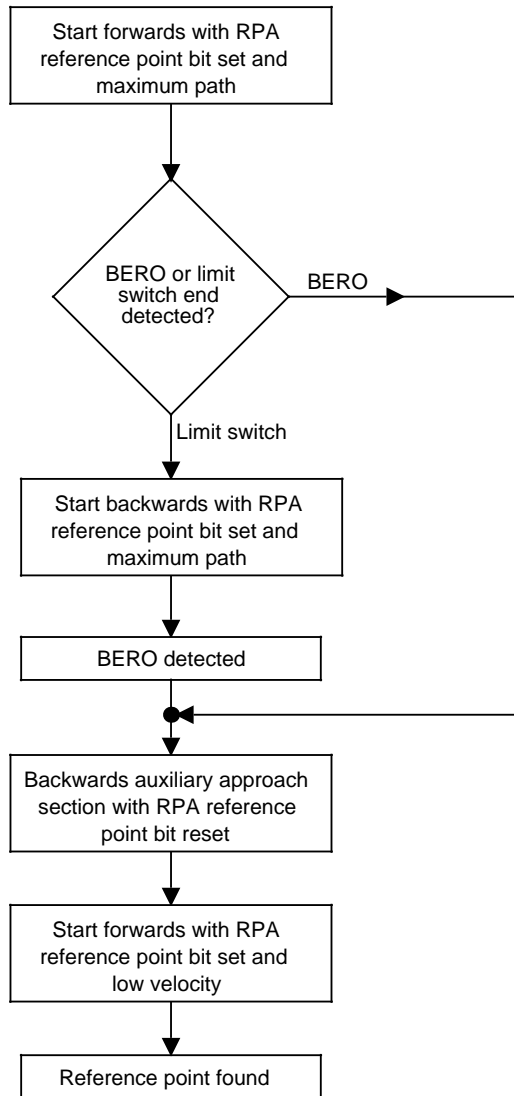 Start forwards with RPA
reference point bit set and
maximum path
BERO or limit
switch end
detected?
BERO
Limit switch
Start backwards with RPA
reference point bit set and
maximum path
BERO detected
Backwards auxiliary approach
section with RPA reference
point bit reset
Start forwards with RPA
reference point bit set and
low velocity
Reference point found